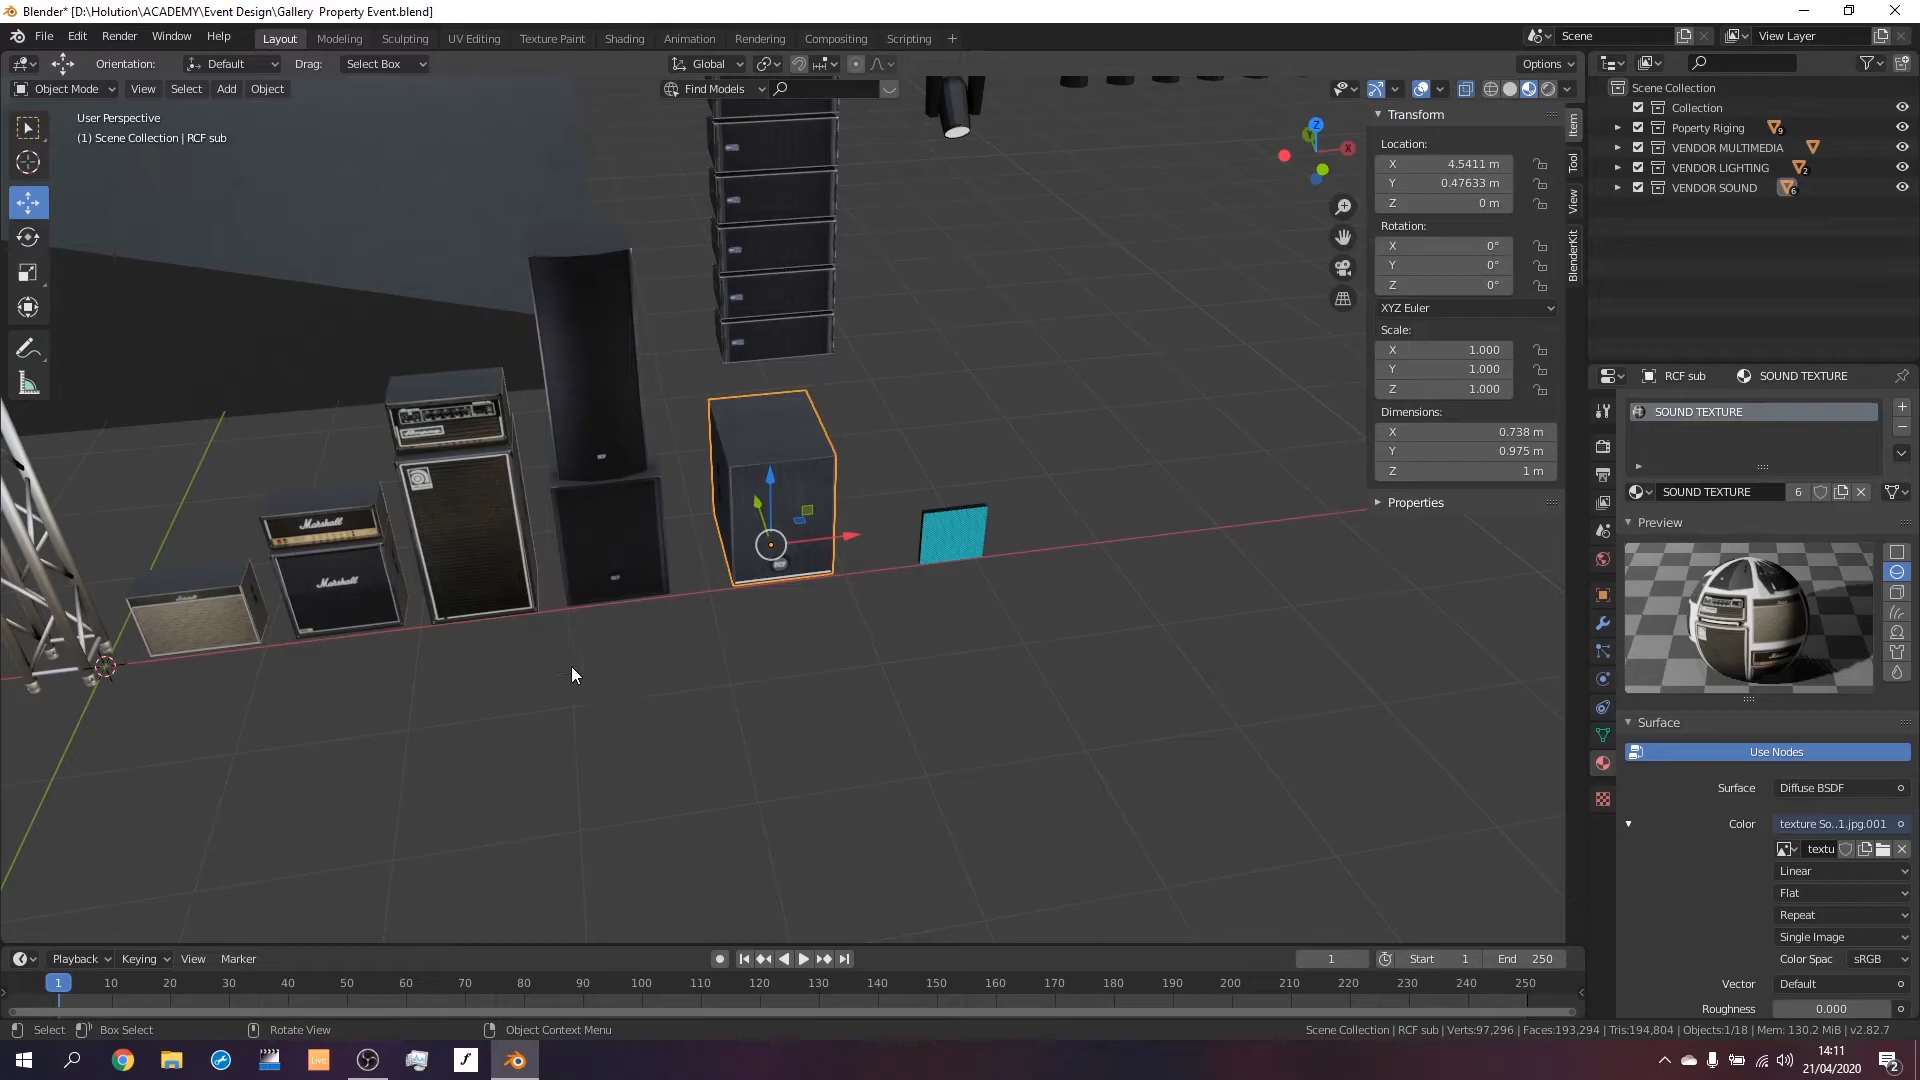 Blender* [D:\Holution\ACADEMY\Event Design\Gallery  Property Event.blend]
File Edit Render Window Help Layout Modeling Sculpting UV Editing Texture Paint Shading Animation Rendering Compositing Scripting + Scene View Layer
Orientation: Default Drag: Select Box Global Options
Object Mode View Select Add Object Find Models
User Perspective
(1) Scene Collection | RCF sub
Transform
Location:
X 4.5411 m
Y 0.47633 m
Z 0 m
Rotation:
X 0°
Y 0°
Z 0°
XYZ Euler
Scale:
X 1.000
Y 1.000
Z 1.000
Dimensions:
X 0.738 m
Y 0.975 m
Z 1 m
Properties
Item
Tool
View
BlenderKit
Z
X
Y
Marshall
Marshall
RCF
Scene Collection
Collection
Poperty Riging 9
VENDOR MULTIMEDIA
VENDOR LIGHTING 2
VENDOR SOUND 6
RCF sub SOUND TEXTURE
SOUND TEXTURE
SOUND TEXTURE 6
Preview
Surface
Use Nodes
Surface Diffuse BSDF
Color texture So..1.jpg.001
textu
Linear
Flat
Repeat
Single Image
Color Spac sRGB
Vector Default
Roughness 0.000
Playback Keying View Marker 1 Start 1 End 250
1 10 20 30 40 50 60 70 80 90 100 110 120 130 140 150 160 170 180 190 200 210 220 230 240 250
Select Box Select Rotate View Object Context Menu Scene Collection | RCF sub | Verts:97,296 | Faces:193,294 | Tris:194,804 | Objects:1/18 | Mem: 130.2 MiB | v2.82.7
Live
14:11
21/04/2020
2